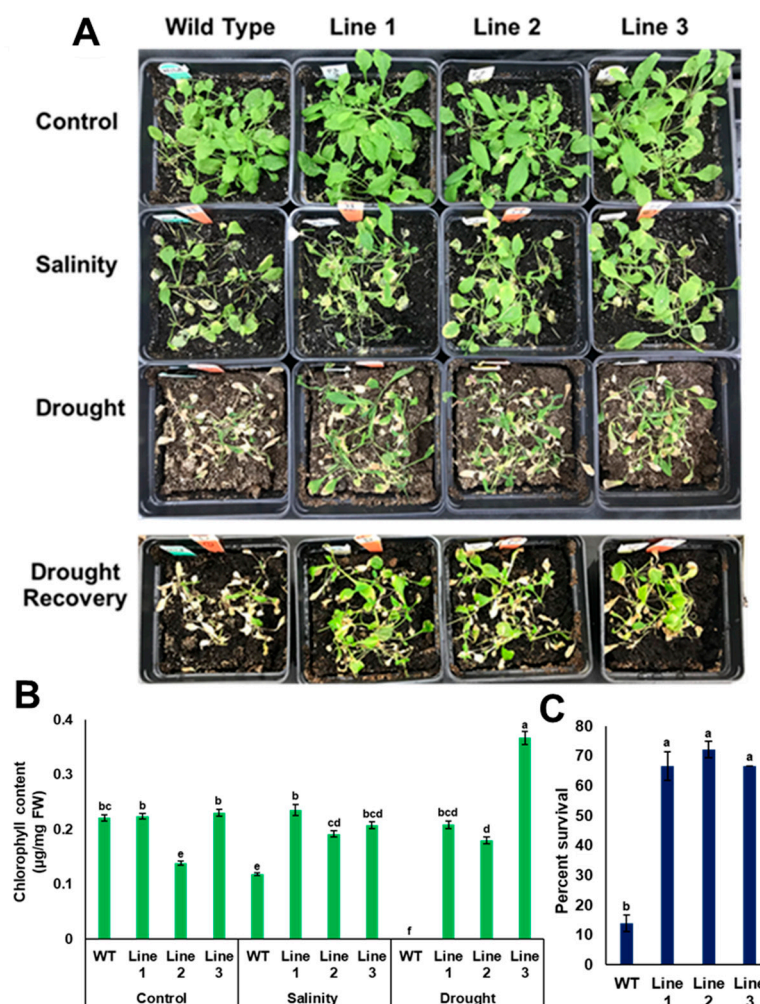 A
Wild Type Line 1 Line 2 Line 3
Control
Salinity
Drought
Drought
Recovery
B
Chlorophyll content
(µg/mg FW)
0.4
0.3
0.2
0.1
0
bc b e b e b cd bcd f bcd d a
WT Line 1 Line 2 Line 3 WT Line 1 Line 2 Line 3 WT Line 1 Line 2 Line 3
Control Salinity Drought
C
Percent survival
80
70
60
50
40
30
20
10
0
b a a a
WT Line 1 Line 2 Line 3